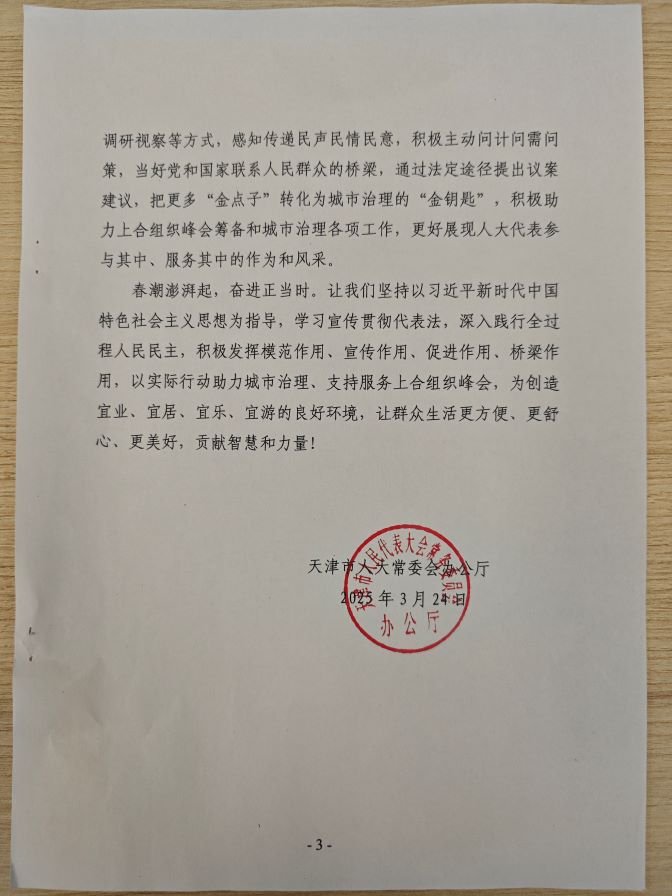 调研视察等方式，感知传递民声民情民意，积极主动问计问需问
策，当好党和国家联系人民群众的桥梁，通过法定途径提出议案
建议，把更多“金点子”转化为城市治理的“金钥匙”，积极助
力上合组织峰会筹备和城市治理各项工作，更好展现人大代表参
与其中、服务其中的作为和风采。
春潮澎湃起，奋进正当时。让我们坚持以习近平新时代中国
特色社会主义思想为指导，学习宣传贯彻代表法，深入践行全过
程人民民主，积极发挥模范作用、宣传作用、促进作用、桥梁作
用，以实际行动助力城市治理、支持服务上合组织峰会，为创造
宜业、宜居、宜乐、宜游的良好环境，让群众生活更方便、更舒
心、更美好，贡献智慧和力量！
天津市人大常委会办公厅
2025年3月24日
天津市人民代表大会常务委员会
办公厅
-3-